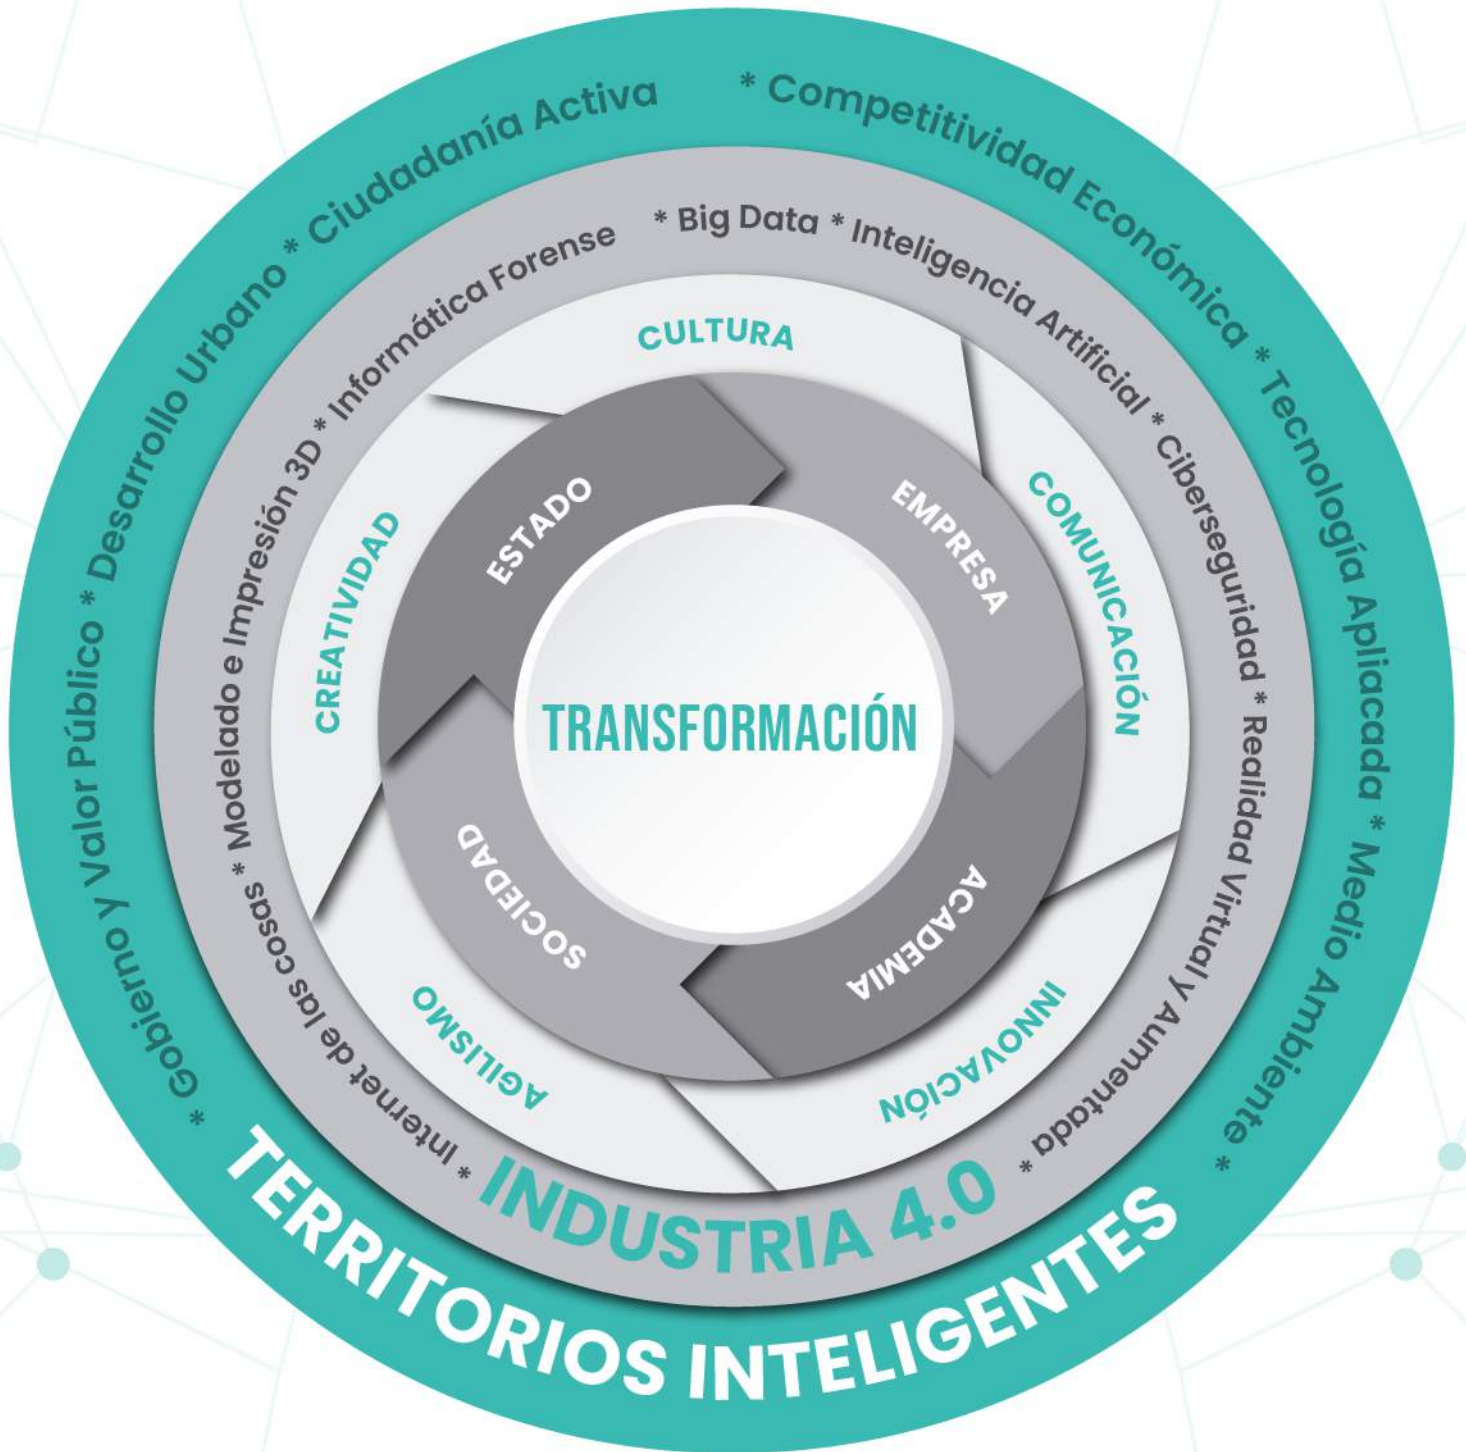 * Gobierno y Valor Público * Desarrollo Urbano * Ciudadanía Activa * Competitividad Económica * Tecnología Apliacada * Medio Ambiente *
TERRITORIOS INTELIGENTES
* Internet de las cosas * Modelado e Impresión 3D * Informática Forense * Big Data * Inteligencia Artificial * Ciberseguridad * Realidad Virtual y Aumentada *
INDUSTRIA 4.0
CULTURA
COMUNICACIÓN
INNOVACIÓN
AGILISMO
CREATIVIDAD
ESTADO
EMPRESA
ACADEMIA
SOCIEDAD
TRANSFORMACIÓN